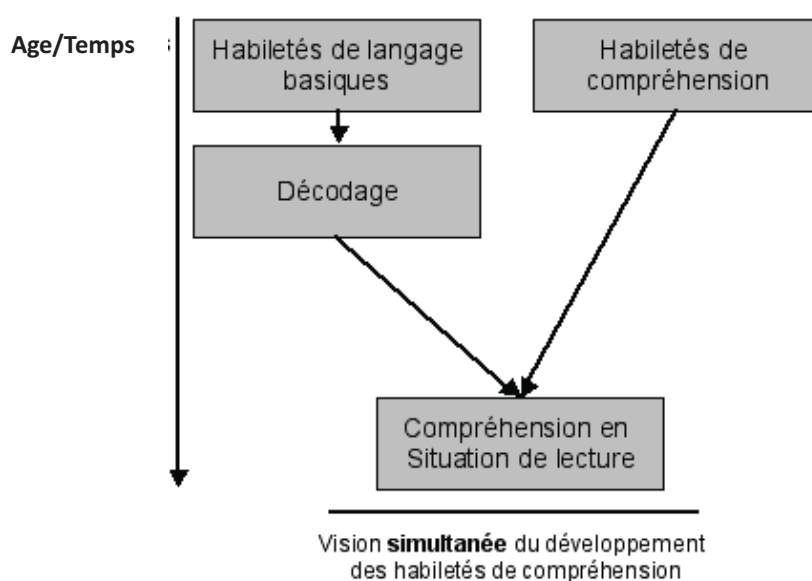 Age/Temps
Habiletés de langage
basiques
Habiletés de
compréhension
Décodage
Compréhension en
Situation de lecture
Vision simultanée du développement
des habiletés de compréhension